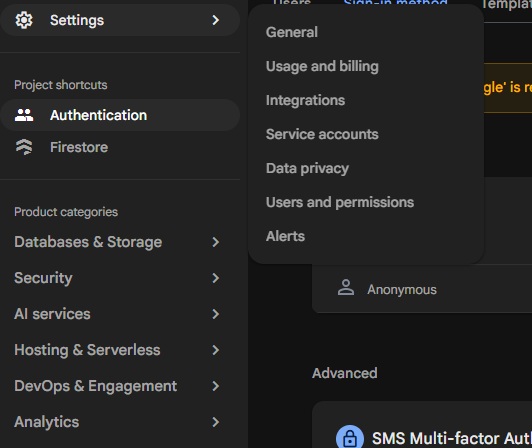 Settings
Project shortcuts
Authentication
Firestore
Product categories
Databases & Storage
Security
AI services
Hosting & Serverless
DevOps & Engagement
Analytics
Users Sign-in method Templat
General
Usage and billing
Integrations
Service accounts
Data privacy
Users and permissions
Alerts
gle' is re
Anonymous
Advanced
SMS Multi-factor Auth